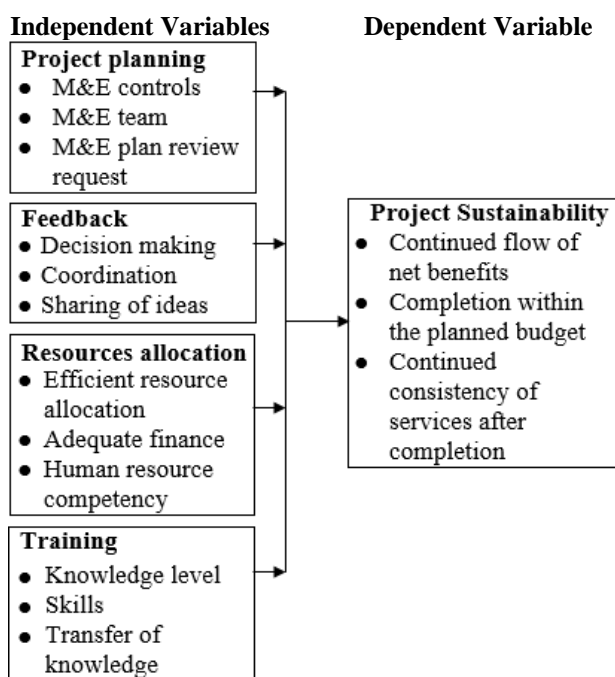 Independent Variables
Dependent Variable
Project planning
● M&E controls
● M&E team
● M&E plan review
request
Feedback
● Decision making
● Coordination
● Sharing of ideas
Resources allocation
● Efficient resource
allocation
● Adequate finance
● Human resource
competency
Training
● Knowledge level
● Skills
● Transfer of
knowledge
Project Sustainability
● Continued flow of
net benefits
● Completion within
the planned budget
● Continued
consistency of
services after
completion